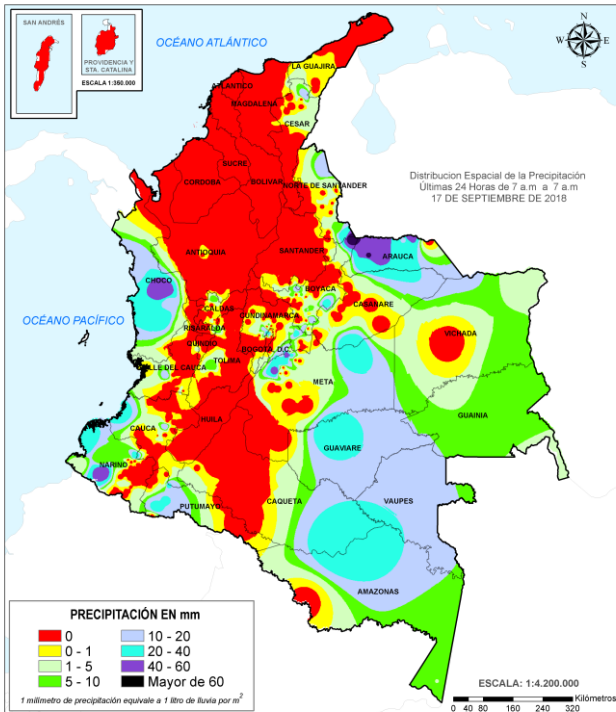 SAN ANDRÉS
PROVIDENCIA Y
STA. CATALINA
ESCALA 1:350.000
OCÉANO ATLÁNTICO
N
W E
S
LA GUAJIRA
ATLANTICO
MAGDALENA
CESAR
SUCRE
CORDOBA
BOLIVAR
NORTE DE SANTANDER
Distribucion Espacial de la Precipitación
Últimas 24 Horas de 7 a.m a 7 a.m
17 DE SEPTIEMBRE DE 2018
ANTIOQUIA
SANTANDER
ARAUCA
CHOCO
BOYACA
CASANARE
OCÉANO PACÍFICO
CALDAS
CUNDINAMARCA
RISARALDA
VICHADA
QUINDIO
BOGOTA, D.C.
TOLIMA
VALLE DEL CAUCA
META
GUAINIA
HUILA
CAUCA
GUAVIARE
NARIÑO
VAUPES
CAQUETA
PUTUMAYO
AMAZONAS
PRECIPITACIÓN EN mm
0
0 - 1
1 - 5
5 - 10
10 - 20
20 - 40
40 - 60
Mayor de 60
1 milimetro de precipitación equivale a 1 litro de lluvia por m²
ESCALA: 1:4.200.000
Kilómetros
0 40 80 160 240 320